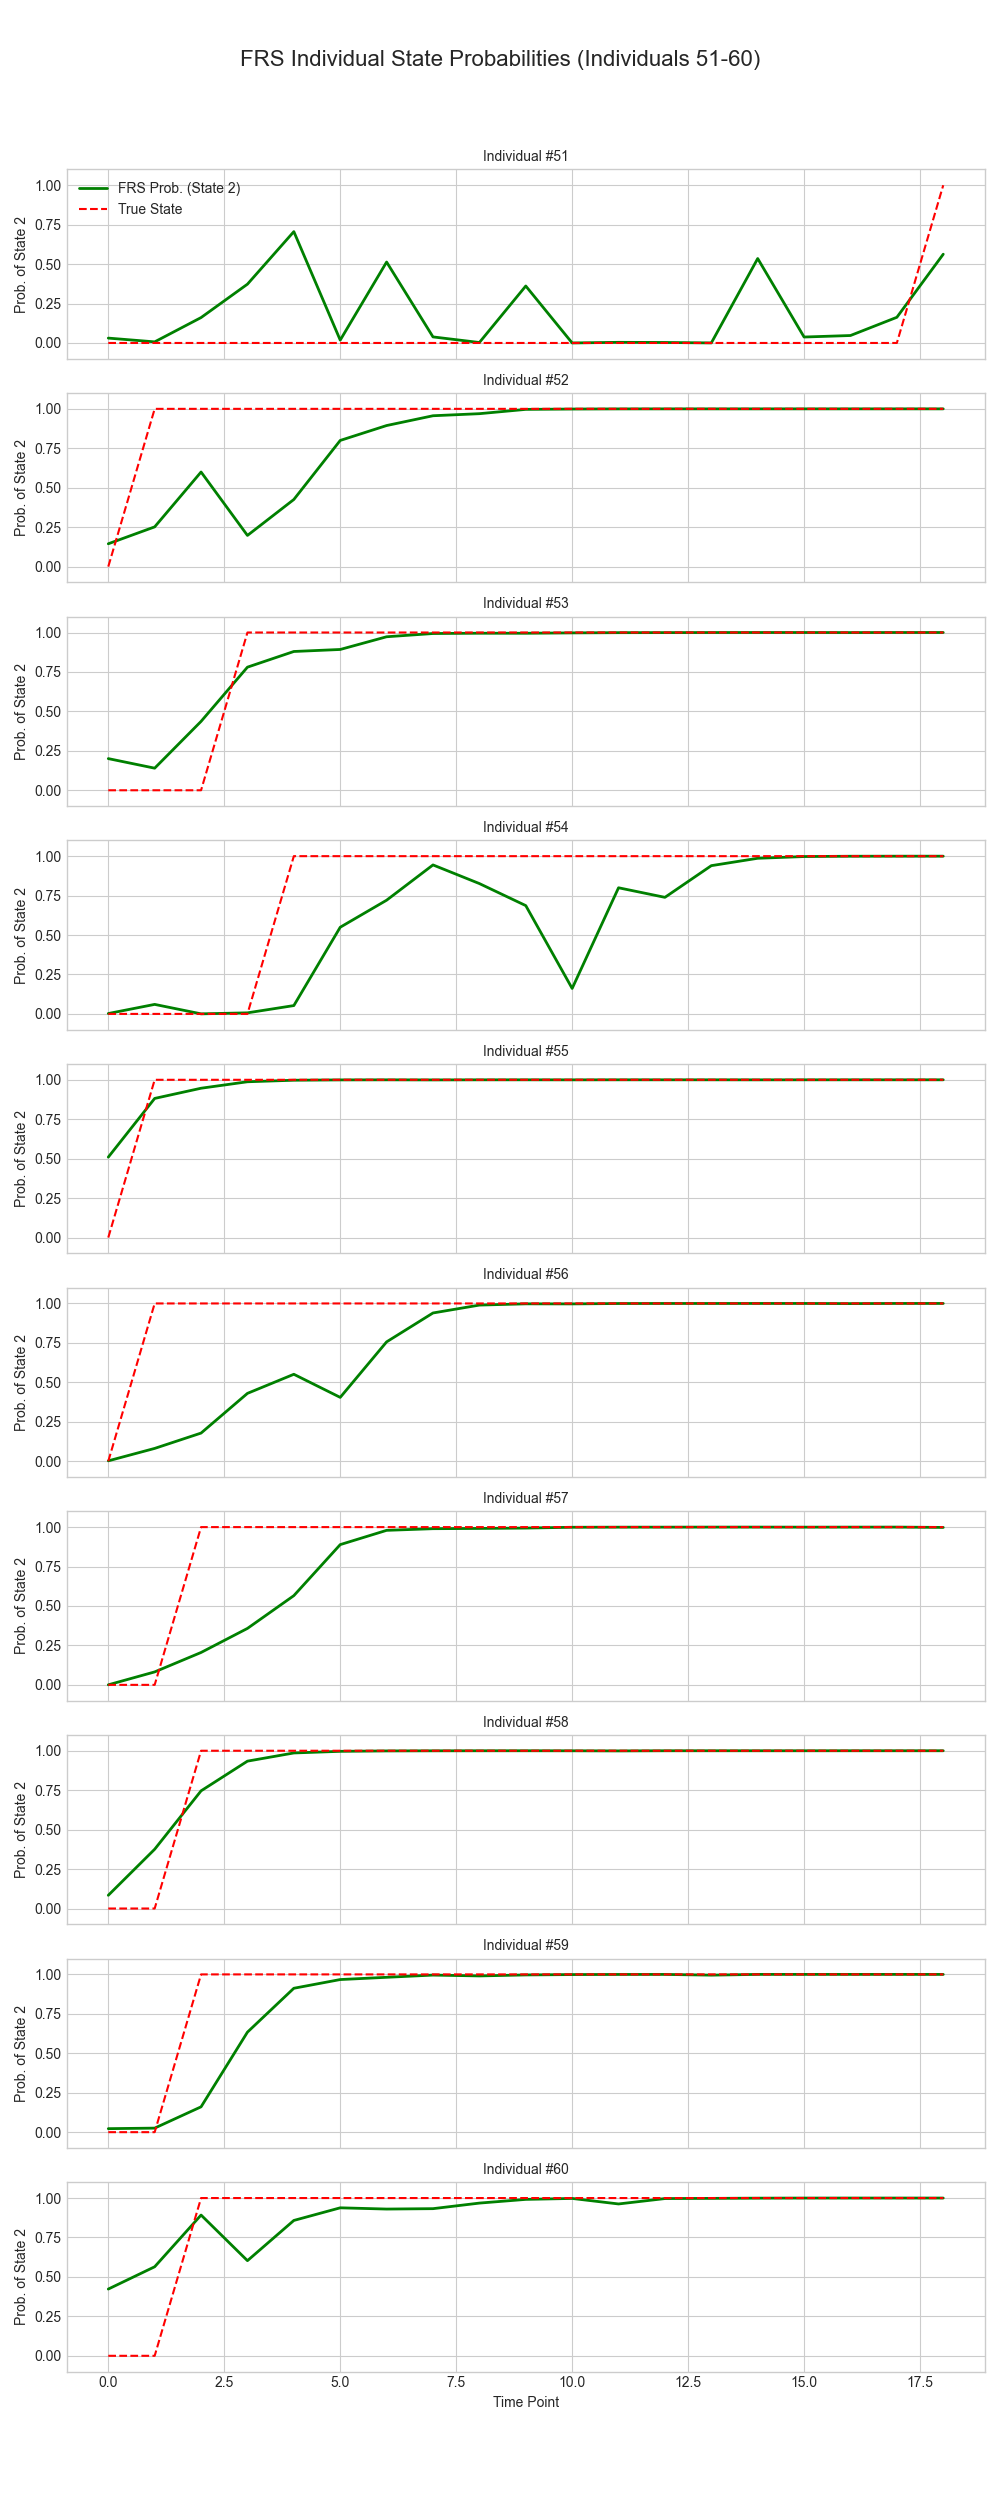 FRS Individual State Probabilities (Individuals 51-60)
Individual #51
1.00
0.75
0.50
0.25
0.00
Prob. of State 2
FRS Prob. (State 2)
True State
Individual #52
1.00
0.75
0.50
0.25
0.00
Prob. of State 2
Individual #53
1.00
0.75
0.50
0.25
0.00
Prob. of State 2
Individual #54
1.00
0.75
0.50
0.25
0.00
Prob. of State 2
Individual #55
1.00
0.75
0.50
0.25
0.00
Prob. of State 2
Individual #56
1.00
0.75
0.50
0.25
0.00
Prob. of State 2
Individual #57
1.00
0.75
0.50
0.25
0.00
Prob. of State 2
Individual #58
1.00
0.75
0.50
0.25
0.00
Prob. of State 2
Individual #59
1.00
0.75
0.50
0.25
0.00
Prob. of State 2
Individual #60
1.00
0.75
0.50
0.25
0.00
Prob. of State 2
0.0 2.5 5.0 7.5 10.0 12.5 15.0 17.5
Time Point